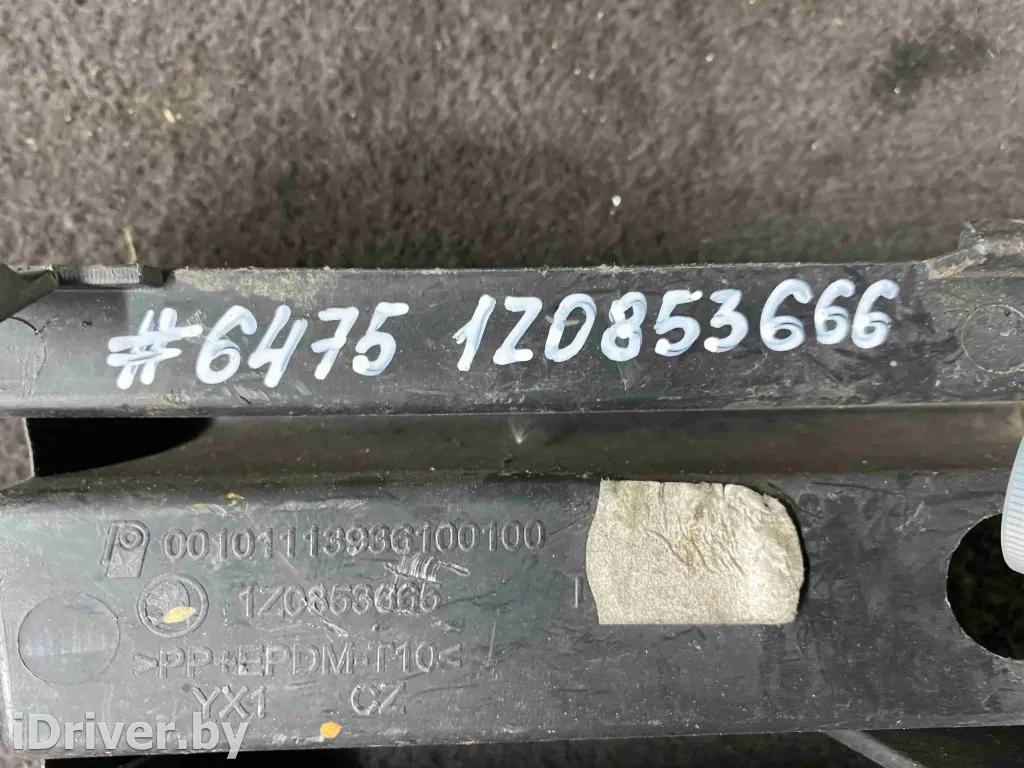 #6475 1Z0853666
00101113936100100
1Z0853665
T
>PP+EPDM-T10<
YX1 CZ
iDriver.by